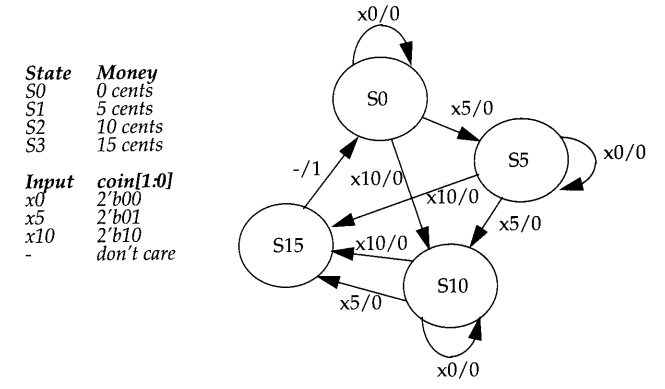 State Money
S0 0 cents
S1 5 cents
S2 10 cents
S3 15 cents
Input coin[1:0]
x0 2'b00
x5 2'b01
x10 2'b10
- don't care
x0/0
S0
x5/0
S5
x0/0
-/1
x10/0
x10/0
x5/0
S15
x10/0
S10
x5/0
x0/0